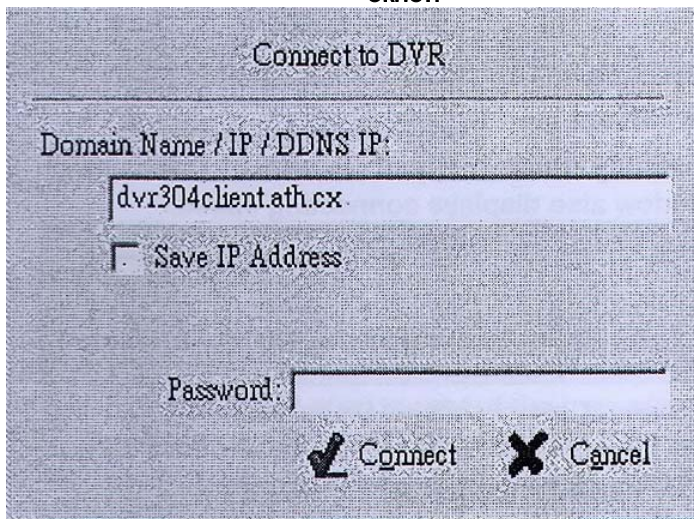 Connect to DVR
Domain Name / IP / DDNS IP:
dvr304client.ath.cx
Save IP Address
Password:
Connect Cancel